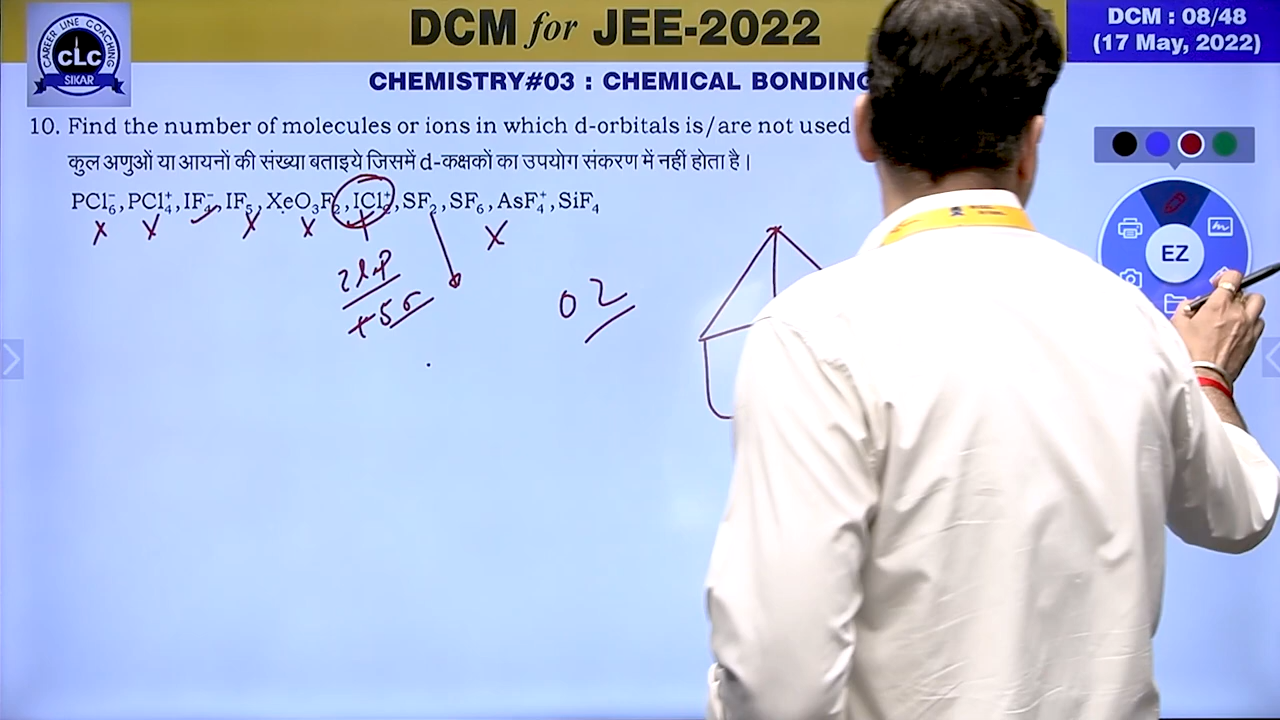 CAREER LINE COACHING
CLC
SIKAR
DCM for JEE-2022
DCM : 08/48
(17 May, 2022)
CHEMISTRY#03 : CHEMICAL BONDING
10. Find the number of molecules or ions in which d-orbitals is/are not used
कुल अणुओं या आयनों की संख्या बताइये जिसमें d-कक्षकों का उपयोग संकरण में नहीं होता है।
PCl₆⁻, PCl₄⁺, IF₄⁻, IF₅, XeO₃F₂, ICl₂⁺, SF₂, SF₆, AsF₄⁺, SiF₄
X X X X X
2lp
+5σ
02
EZ